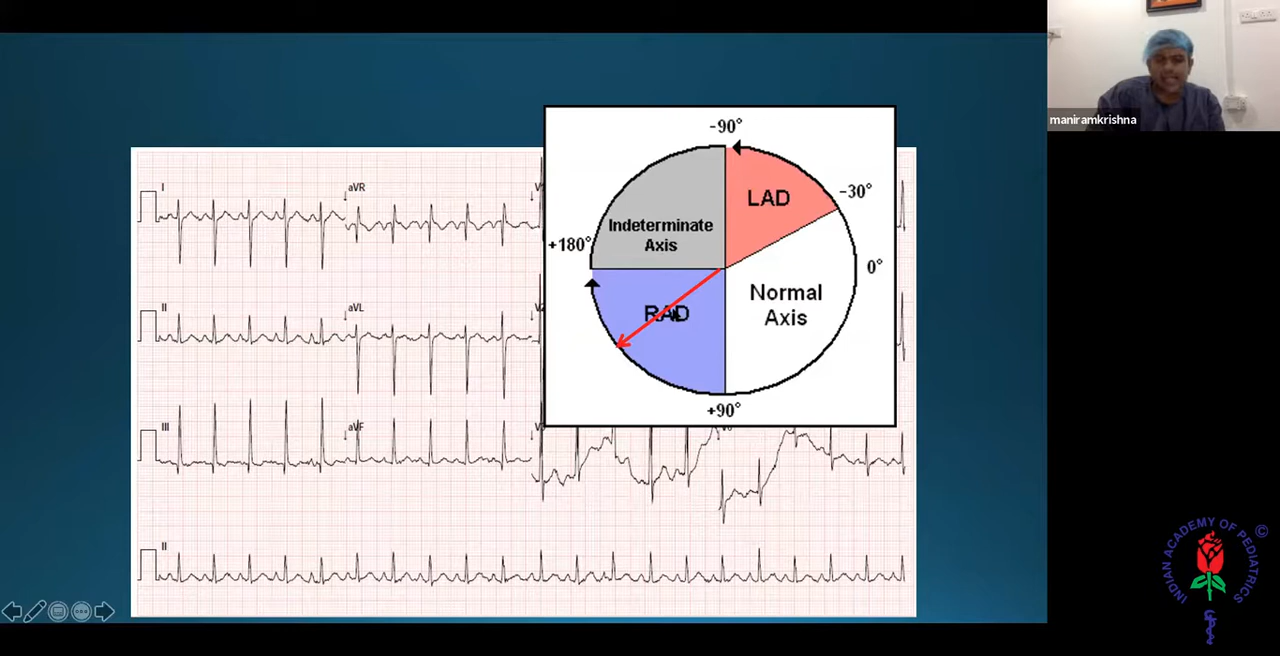 maniramkrishna
-90°
LAD
-30°
Indeterminate
Axis
+180°
0°
RAD
Normal
Axis
+90°
I
aVR
II
aVL
III
aVF
II
INDIAN ACADEMY OF PEDIATRICS
©